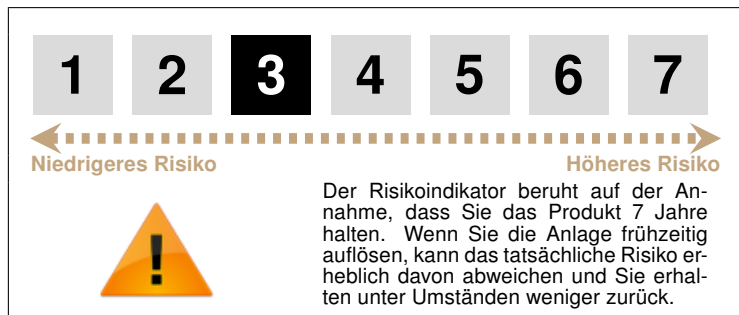 1 2 3 4 5 6 7
Niedrigeres Risiko Höheres Risiko
!
Der Risikoindikator beruht auf der An-
nahme, dass Sie das Produkt 7 Jahre
halten. Wenn Sie die Anlage frühzeitig
auflösen, kann das tatsächliche Risiko er-
heblich davon abweichen und Sie erhal-
ten unter Umständen weniger zurück.